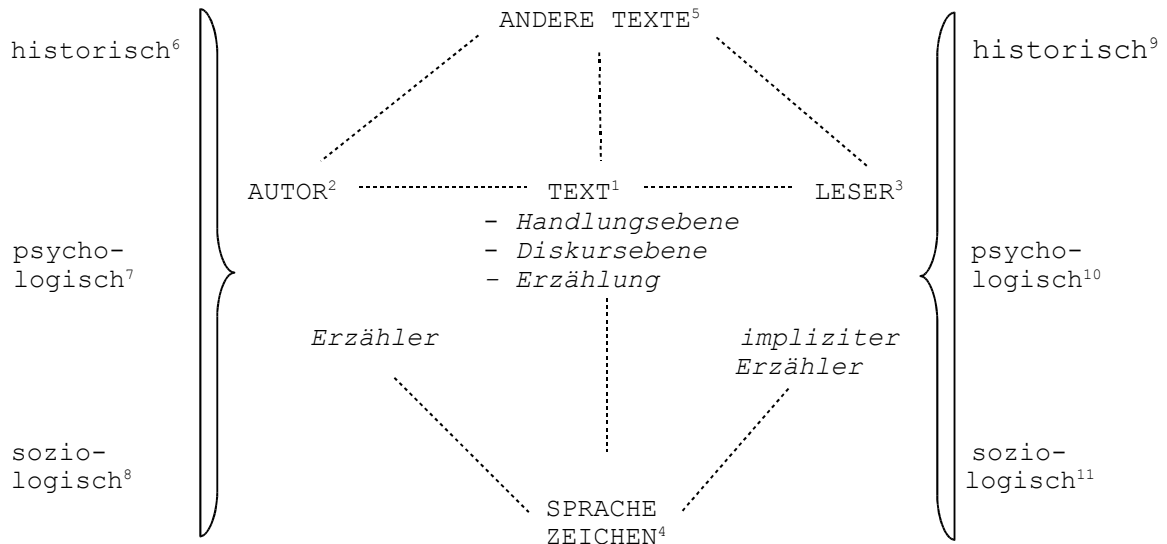 ANDERE TEXTE⁵
historisch⁶
historisch⁹
AUTOR²
TEXT¹
LESER³
- Handlungsebene
- Diskursebene
- Erzählung
psycho-
logisch⁷
psycho-
logisch¹⁰
Erzähler
impliziter
Erzähler
sozio-
logisch⁸
sozio-
logisch¹¹
SPRACHE
ZEICHEN⁴